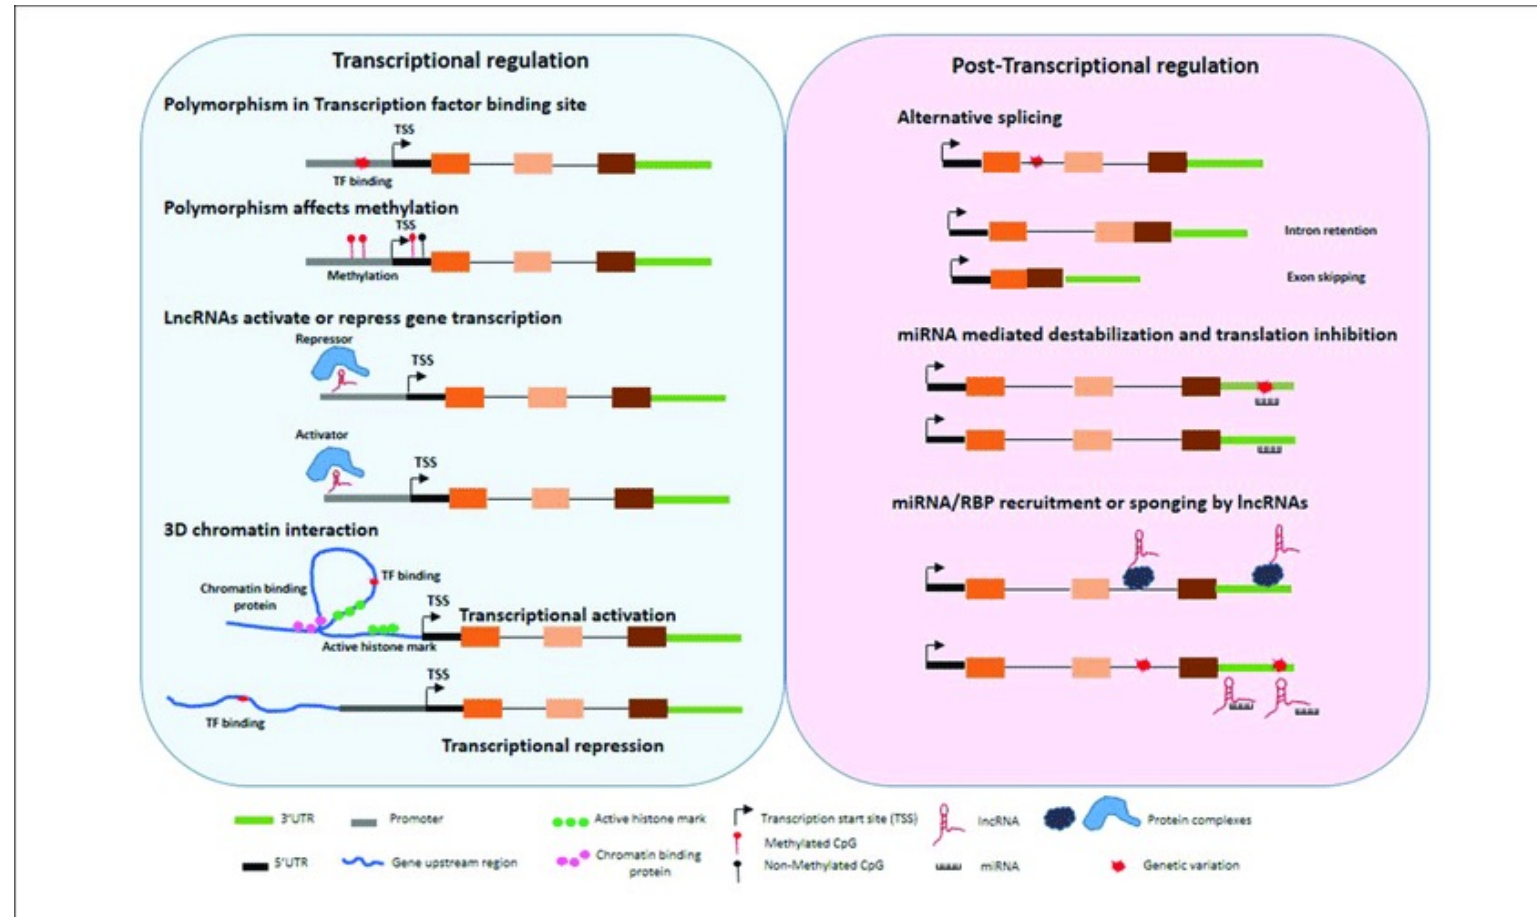 Transcriptional regulation
Polymorphism in Transcription factor binding site
TSS
TF binding
Polymorphism affects methylation
TSS
Methylation
LncRNAs activate or repress gene transcription
Repressor
TSS
Activator
TSS
3D chromatin interaction
TF binding
Chromatin binding
protein
TSS
Transcriptional activation
Active histone mark
TSS
TF binding
Transcriptional repression
Post-Transcriptional regulation
Alternative splicing
Intron retention
Exon skipping
miRNA mediated destabilization and translation inhibition
miRNA/RBP recruitment or sponging by lncRNAs
3'UTR
Promoter
Active histone mark
Transcription start site (TSS)
lncRNA
Protein complexes
Methylated CpG
5'UTR
Gene upstream region
Chromatin binding
protein
Non-Methylated CpG
miRNA
Genetic variation